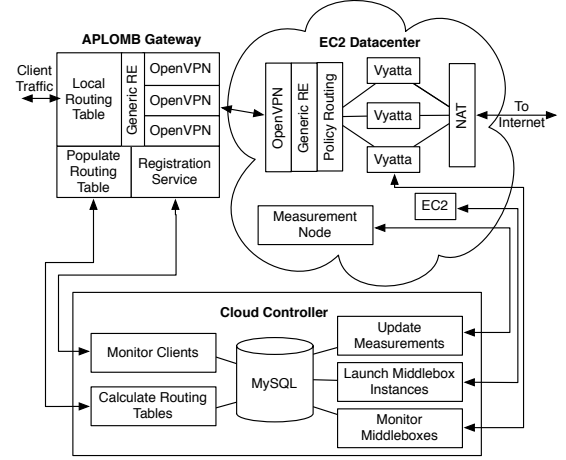 APLOMB Gateway
EC2 Datacenter
Client
Traffic
Local
Routing
Table
Generic RE
OpenVPN
OpenVPN
OpenVPN
Populate
Routing
Table
Registration
Service
OpenVPN
Generic RE
Policy Routing
Vyatta
Vyatta
Vyatta
NAT
To
Internet
EC2
Measurement
Node
Cloud Controller
Monitor Clients
Calculate Routing
Tables
MySQL
Update
Measurements
Launch Middlebox
Instances
Monitor
Middleboxes